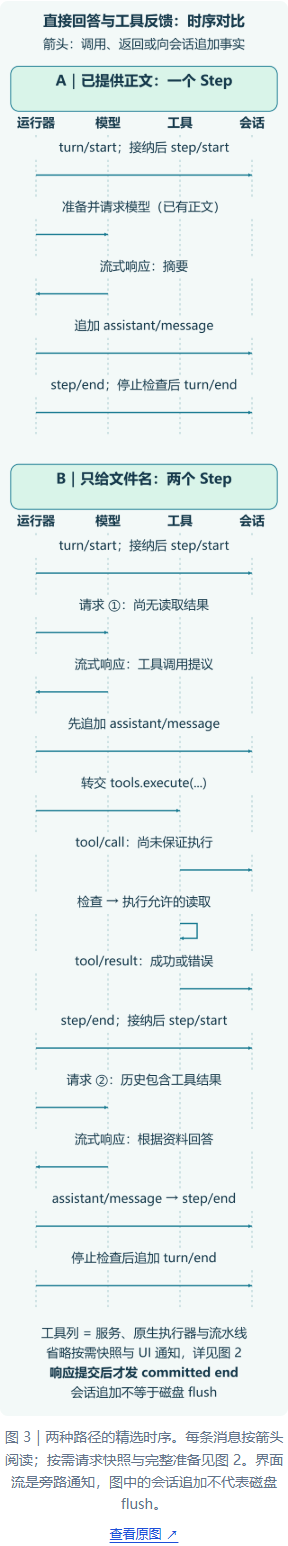 直接回答与工具反馈：时序对比
箭头：调用、返回或向会话追加事实
A｜已提供正文：一个 Step
运行器 模型 工具 会话
turn/start；接纳后 step/start
准备并请求模型（已有正文）
流式响应：摘要
追加 assistant/message
step/end；停止检查后 turn/end
B｜只给文件名：两个 Step
运行器 模型 工具 会话
turn/start；接纳后 step/start
请求 ①：尚无读取结果
流式响应：工具调用提议
先追加 assistant/message
转交 tools.execute(...)
tool/call：尚未保证执行
检查 → 执行允许的读取
tool/result：成功或错误
step/end；接纳后 step/start
请求 ②：历史包含工具结果
流式响应：根据资料回答
assistant/message → step/end
停止检查后追加 turn/end
工具列 = 服务、原生执行器与流水线
省略按需快照与 UI 通知，详见图 2
响应提交后才发 committed end
会话追加不等于磁盘 flush
图 3｜两种路径的精选时序。每条消息按箭头
阅读；按需请求快照与完整准备见图 2。界面
流是旁路通知，图中的会话追加不代表磁盘
flush。
查看原图 ↗